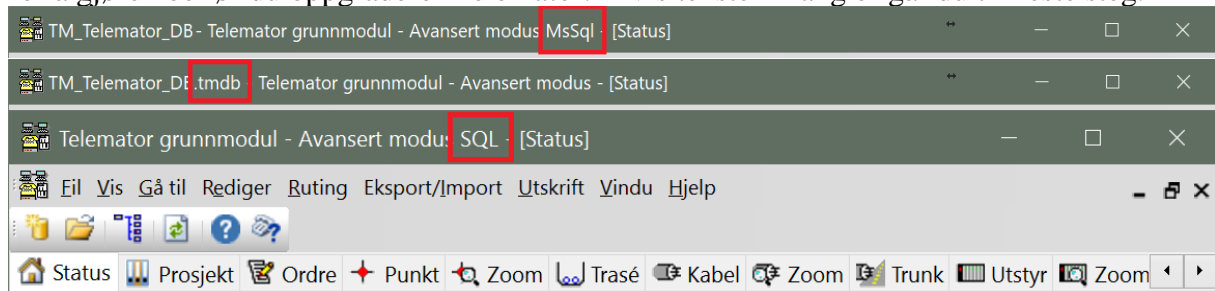 TM_Telemator_DB - Telemator grunnmodul - Avansert modus MsSql - [Status]
TM_Telemator_DB.tmdb - Telemator grunnmodul - Avansert modus - [Status]
Telemator grunnmodul - Avansert modus SQL - [Status]
Fil Vis Gå til Rediger Ruting Eksport/Import Utskrift Vindu Hjelp
Status Prosjekt Ordre Punkt Zoom Trasé Kabel Zoom Trunk Utstyr Zoom